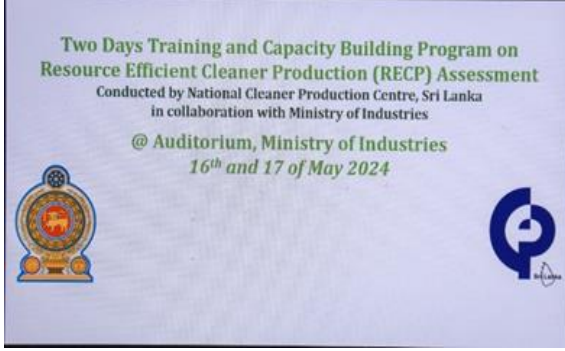 Two Days Training and Capacity Building Program on
Resource Efficient Cleaner Production (RECP) Assessment
Conducted by National Cleaner Production Centre, Sri Lanka
in collaboration with Ministry of Industries
@ Auditorium, Ministry of Industries
16th and 17 of May 2024
Sri Lanka